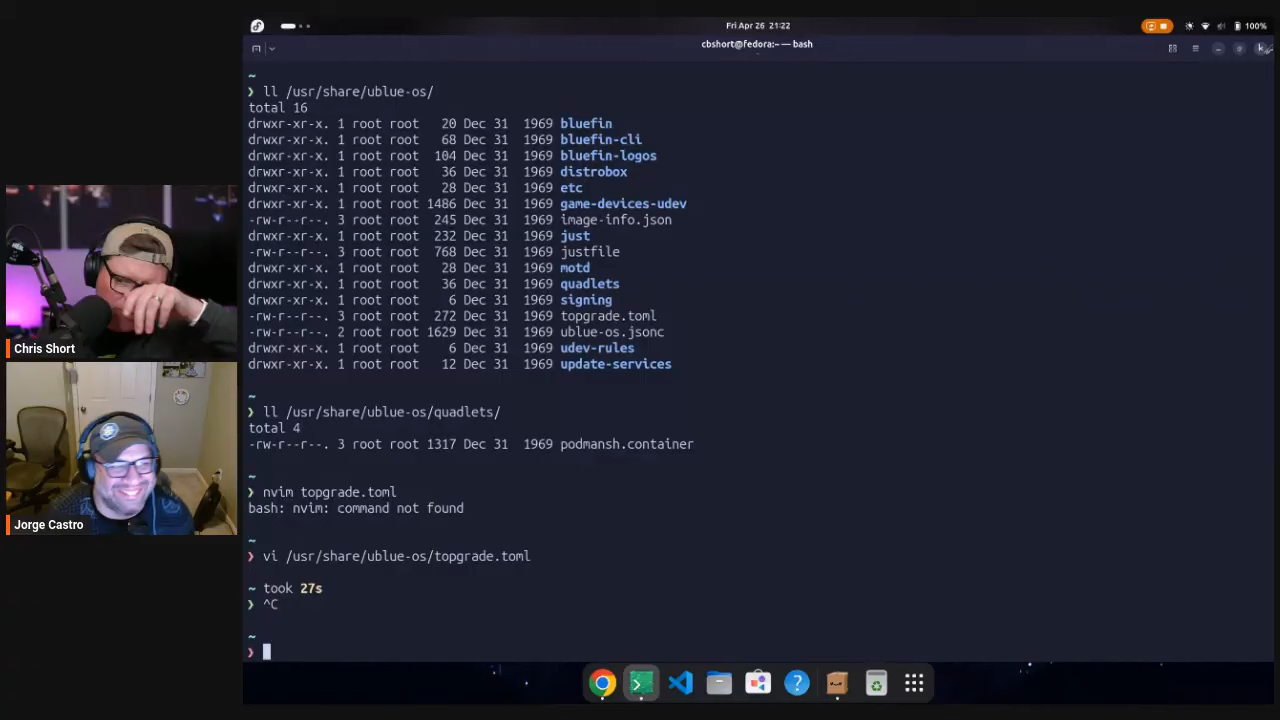 Fri Apr 26 21:22
100%
cbshort@fedora:~ — bash
~
❯ ll /usr/share/ublue-os/
total 16
drwxr-xr-x. 1 root root 20 Dec 31 1969 bluefin
drwxr-xr-x. 1 root root 68 Dec 31 1969 bluefin-cli
drwxr-xr-x. 1 root root 104 Dec 31 1969 bluefin-logos
drwxr-xr-x. 1 root root 36 Dec 31 1969 distrobox
drwxr-xr-x. 1 root root 28 Dec 31 1969 etc
drwxr-xr-x. 1 root root 1486 Dec 31 1969 game-devices-udev
-rw-r--r--. 3 root root 245 Dec 31 1969 image-info.json
drwxr-xr-x. 1 root root 232 Dec 31 1969 just
-rw-r--r--. 3 root root 768 Dec 31 1969 justfile
drwxr-xr-x. 1 root root 28 Dec 31 1969 motd
drwxr-xr-x. 1 root root 36 Dec 31 1969 quadlets
drwxr-xr-x. 1 root root 6 Dec 31 1969 signing
-rw-r--r--. 3 root root 272 Dec 31 1969 topgrade.toml
-rw-r--r--. 2 root root 1629 Dec 31 1969 ublue-os.jsonc
drwxr-xr-x. 1 root root 6 Dec 31 1969 udev-rules
drwxr-xr-x. 1 root root 12 Dec 31 1969 update-services
~
❯ ll /usr/share/ublue-os/quadlets/
total 4
-rw-r--r--. 3 root root 1317 Dec 31 1969 podmansh.container
~
❯ nvim topgrade.toml
bash: nvim: command not found
~
❯ vi /usr/share/ublue-os/topgrade.toml
~ took 27s
❯ ^C
~
❯
Chris Short
Jorge Castro